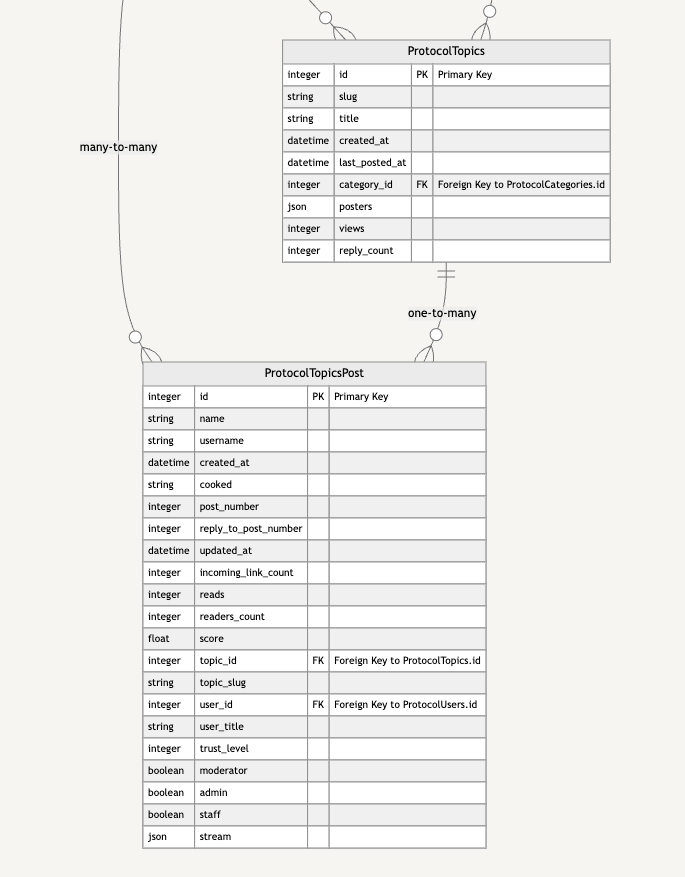 ProtocolTopics
integer id PK Primary Key
string slug
string title
datetime created_at
many-to-many
datetime last_posted_at
integer category_id FK Foreign Key to ProtocolCategories.id
json posters
integer views
integer reply_count
one-to-many
ProtocolTopicsPost
integer id PK Primary Key
string name
string username
datetime created_at
string cooked
integer post_number
integer reply_to_post_number
datetime updated_at
integer incoming_link_count
integer reads
integer readers_count
float score
integer topic_id FK Foreign Key to ProtocolTopics.id
string topic_slug
integer user_id FK Foreign Key to ProtocolUsers.id
string user_title
integer trust_level
boolean moderator
boolean admin
boolean staff
json stream